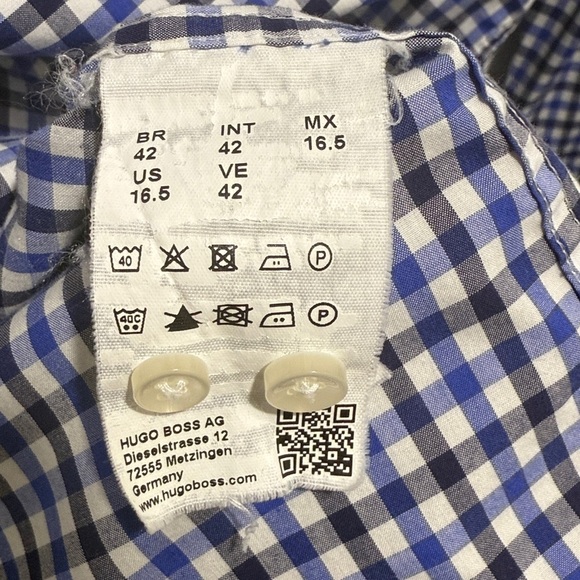 BR INT MX
42 42 16.5
US VE
16.5 42
40 P
40C P
HUGO BOSS AG
Dieselstrasse 12
72555 Metzingen
Germany
www.hugoboss.com